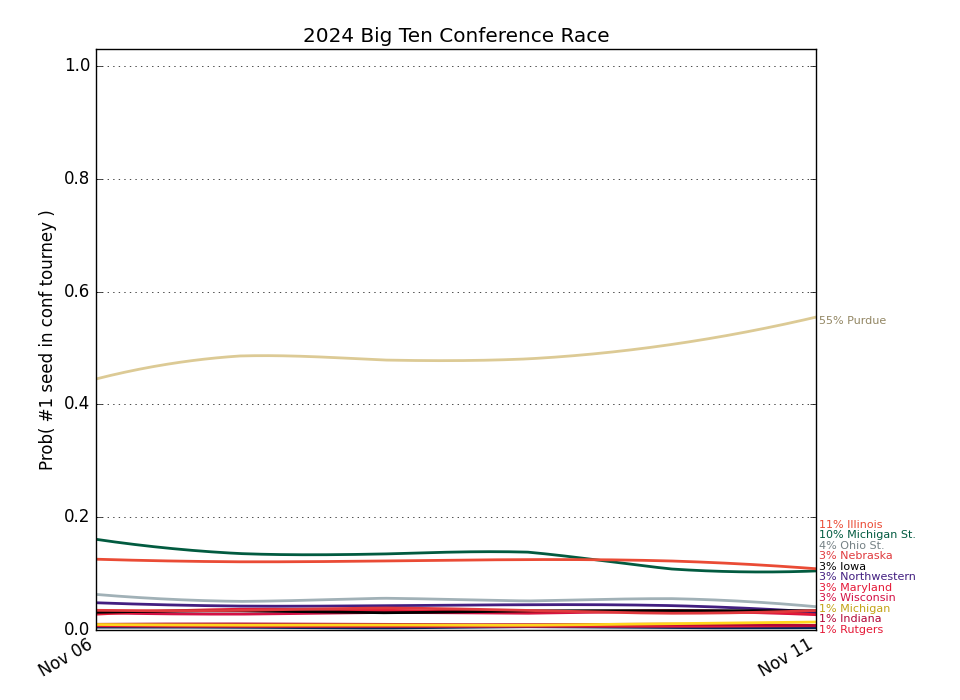 2024 Big Ten Conference Race
Prob( #1 seed in conf tourney )
1.0
0.8
0.6
0.4
0.2
0.0
Nov 06
Nov 11
55% Purdue
11% Illinois
10% Michigan St.
4% Ohio St.
3% Nebraska
3% Iowa
3% Northwestern
3% Maryland
3% Wisconsin
1% Michigan
1% Indiana
1% Rutgers